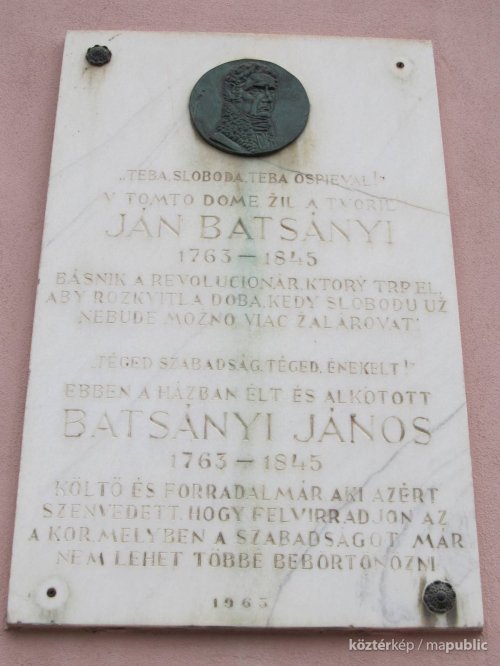 „TEBA, SLOBODA, TEBA OSPIEVAL!"
V TOMTO DOME ŽIL A TVORIL
JÁN BATSÁNYI
1763 – 1845
BÁSNIK A REVOLUCIONÁR, KTORÝ TRPEL,
ABY ROZKVITLA DOBA, KEDY SLOBODU UŽ
NEBUDE MOŽNO VIAC ŽALÁROVAŤ
„TÉGED SZABADSÁG, TÉGED, ÉNEKELT!"
EBBEN A HÁZBAN ÉLT ÉS ALKOTOTT
BATSÁNYI JÁNOS
1763 – 1845
KÖLTŐ ÉS FORRADALMÁR, AKI AZÉRT
SZENVEDETT, HOGY FELVIRRADJON AZ
A KOR, MELYBEN A SZABADSÁGOT MÁR
NEM LEHET TÖBBÉ BEBÖRTÖNÖZNI
1963
köztérkép / mapublic